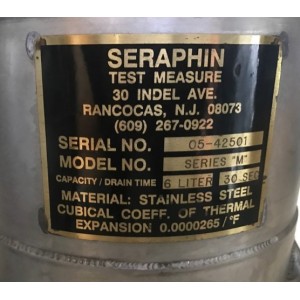 SERAPHIN
TEST MEASURE
30 INDEL AVE.
RANCOCAS, N.J. 08073
(609) 267-0922
SERIAL NO. 05-42501
MODEL NO. SERIES "M"
CAPACITY / DRAIN TIME 6 LITER 30 SEC
MATERIAL: STAINLESS STEEL
CUBICAL COEFF. OF THERMAL
EXPANSION 0.0000265/°F